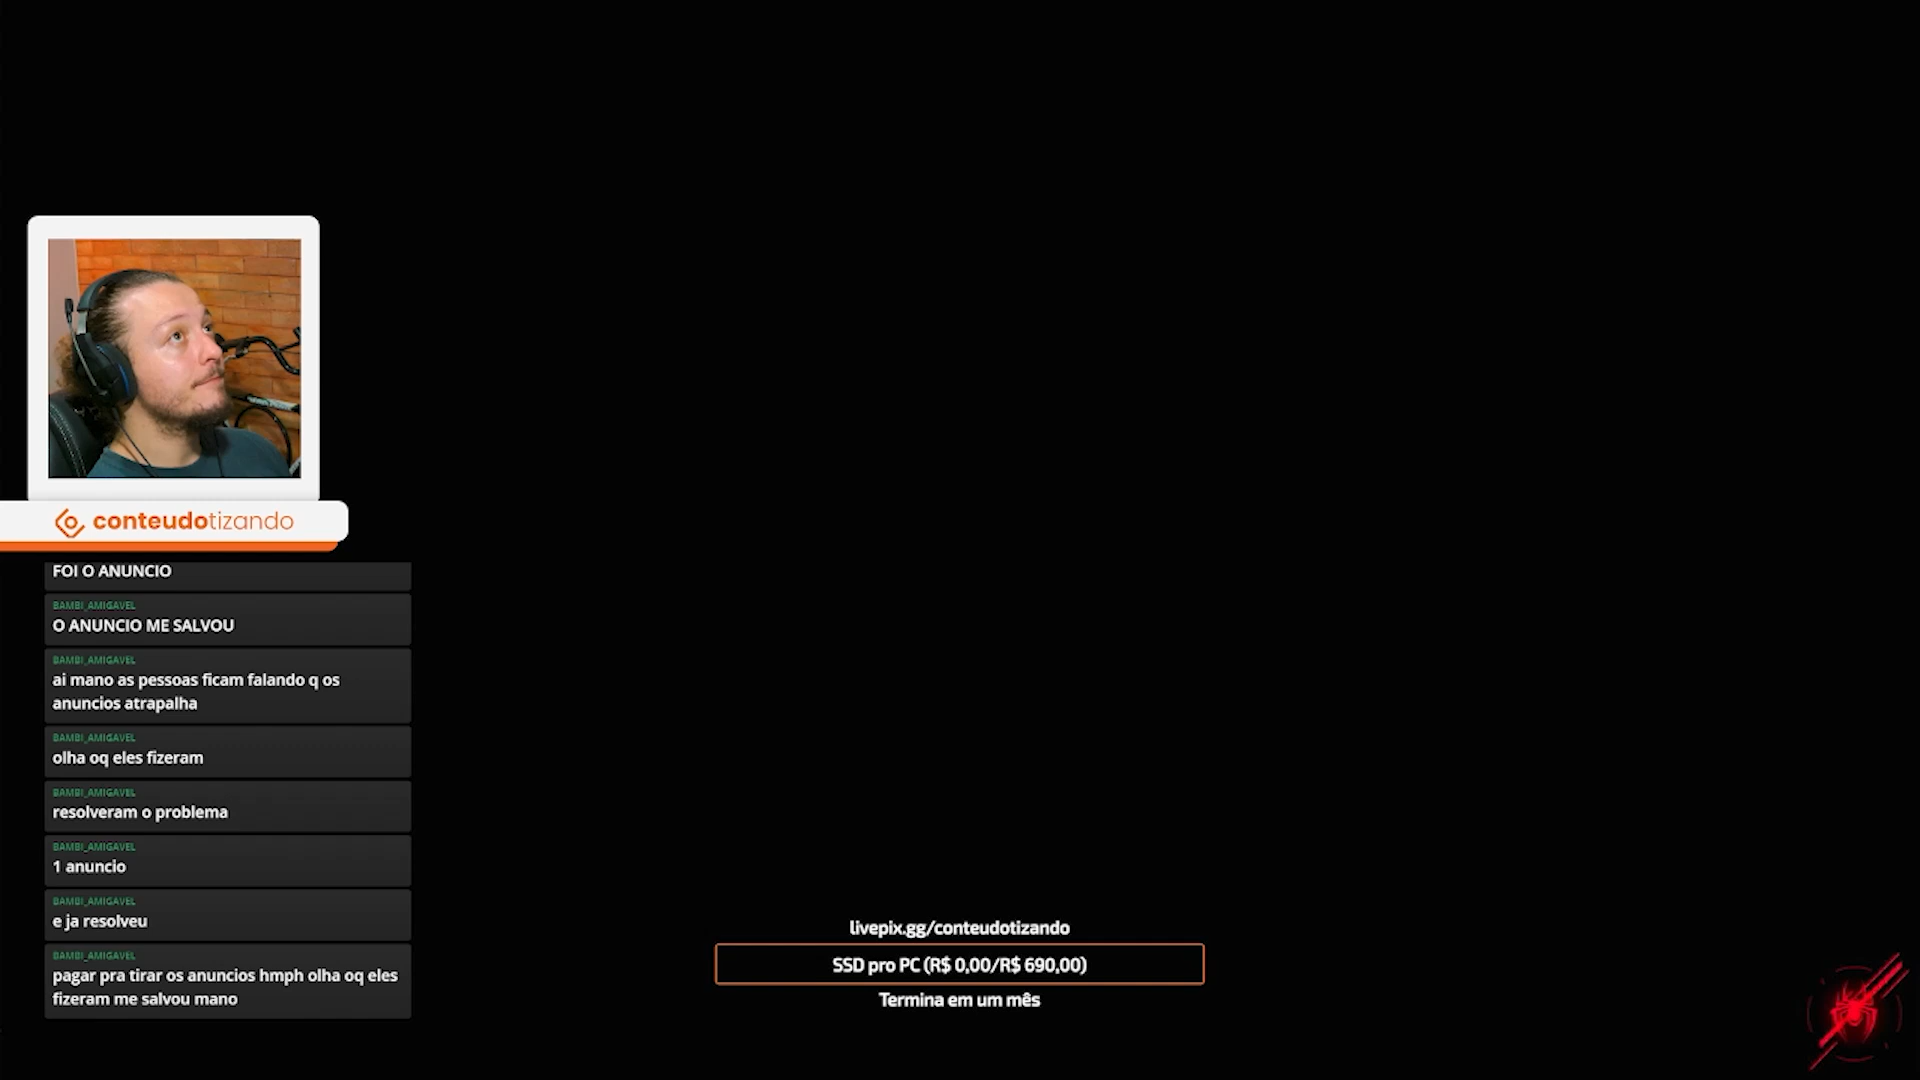 conteudotizando
FOI O ANUNCIO
BAMBI_AMIGAVEL
O ANUNCIO ME SALVOU
BAMBI_AMIGAVEL
ai mano as pessoas ficam falando q os
anuncios atrapalha
BAMBI_AMIGAVEL
olha oq eles fizeram
BAMBI_AMIGAVEL
resolveram o problema
BAMBI_AMIGAVEL
1 anuncio
BAMBI_AMIGAVEL
e ja resolveu
BAMBI_AMIGAVEL
pagar pra tirar os anuncios hmph olha oq eles
fizeram me salvou mano
livepix.gg/conteudotizando
SSD pro PC (R$ 0,00/R$ 690,00)
Termina em um mês